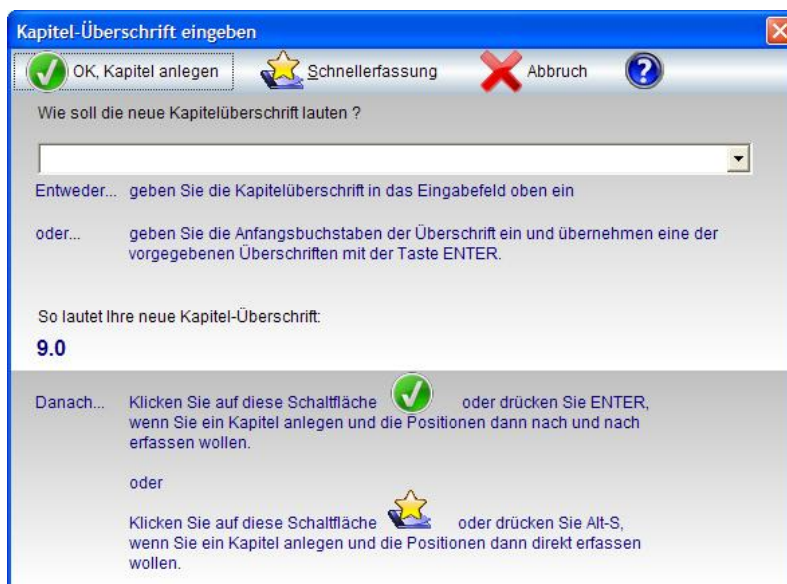 Kapitel-Überschrift eingeben
OK, Kapitel anlegen Schnellerfassung Abbruch ?
Wie soll die neue Kapitelüberschrift lauten ?
Entweder... geben Sie die Kapitelüberschrift in das Eingabefeld oben ein
oder... geben Sie die Anfangsbuchstaben der Überschrift ein und übernehmen eine der
vorgegebenen Überschriften mit der Taste ENTER.
So lautet Ihre neue Kapitel-Überschrift:
9.0
Danach... Klicken Sie auf diese Schaltfläche oder drücken Sie ENTER,
wenn Sie ein Kapitel anlegen und die Positionen dann nach und nach
erfassen wollen.
oder
Klicken Sie auf diese Schaltfläche oder drücken Sie Alt-S,
wenn Sie ein Kapitel anlegen und die Positionen dann direkt erfassen
wollen.